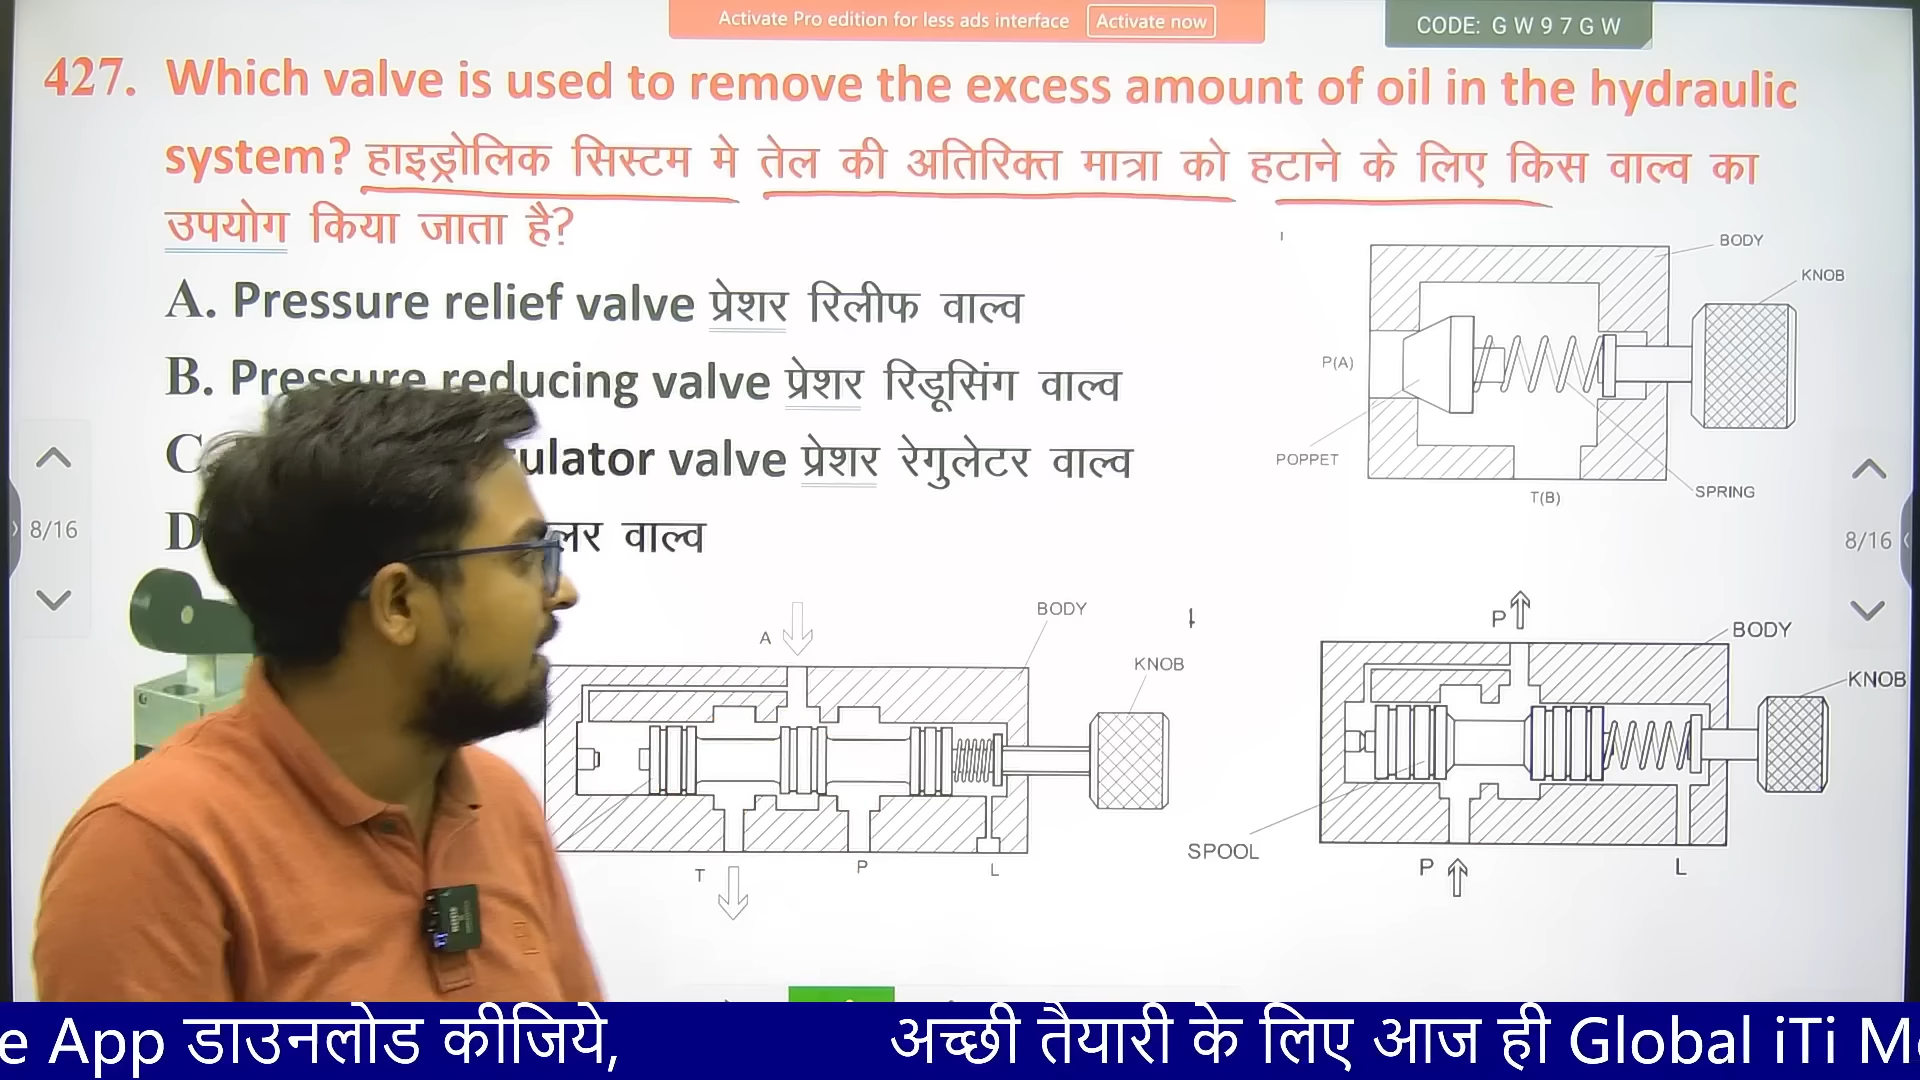 Activate Pro edition for less ads interface Activate now
CODE: G W 9 7 G W
427. Which valve is used to remove the excess amount of oil in the hydraulic
system? हाइड्रोलिक सिस्टम मे तेल की अतिरिक्त मात्रा को हटाने के लिए किस वाल्व का
उपयोग किया जाता है?
A. Pressure relief valve प्रेशर रिलीफ वाल्व
B. Pressure reducing valve प्रेशर रिडूसिंग वाल्व
C valve प्रेशर रेगुलेटर वाल्व
D वाल्व
BODY
KNOB
P(A)
POPPET
T(B)
SPRING
8/16
8/16
A
BODY
KNOB
T
P
L
P
BODY
KNOB
SPOOL
P
L
e App डाउनलोड कीजिये, अच्छी तैयारी के लिए आज ही Global iTi